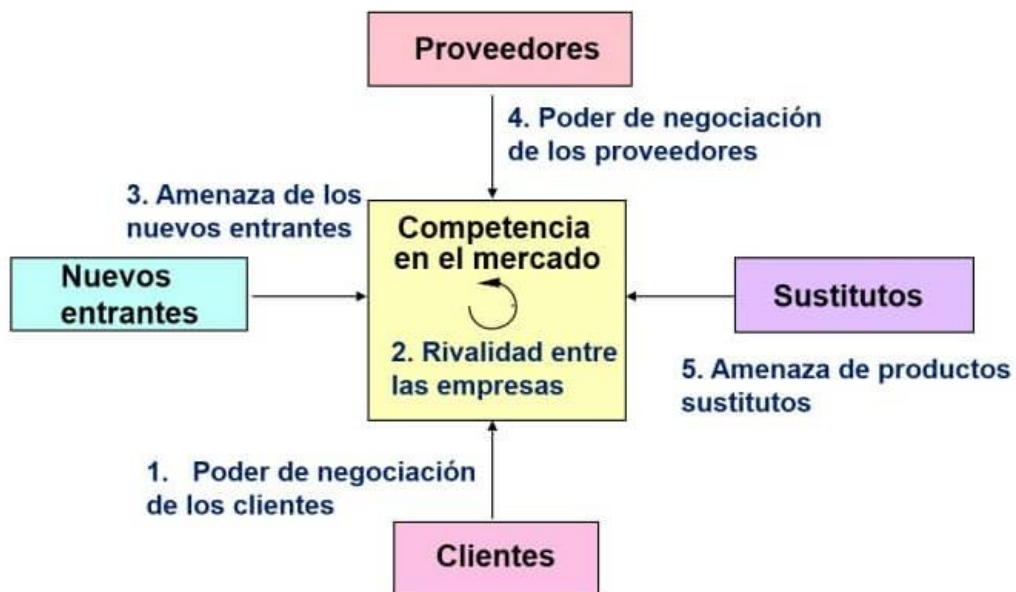 Proveedores
4. Poder de negociación
de los proveedores
3. Amenaza de los
nuevos entrantes
Competencia
en el mercado
Nuevos
entrantes
Sustitutos
2. Rivalidad entre
las empresas
5. Amenaza de productos
sustitutos
1. Poder de negociación
de los clientes
Clientes